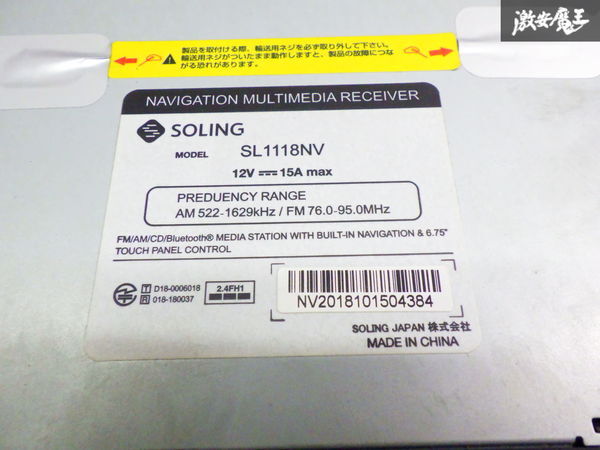 激安魔王
製品を取付ける際、輸送用ネジを必ず取り外して下さい。
輸送用ネジがついたまま動作しますと、製品の故障につな
がる恐れがあります。
NAVIGATION MULTIMEDIA RECEIVER
SOLING
MODEL SL1118NV
12V 15A max
PREDUENCY RANGE
AM 522-1629kHz / FM 76.0-95.0MHz
FM/AM/CD/Bluetooth® MEDIA STATION WITH BUILT-IN NAVIGATION & 6.75"
TOUCH PANEL CONTROL
T D18-0006018
R 018-180037
2.4FH1
NV2018101504384
SOLING JAPAN 株式会社
MADE IN CHINA